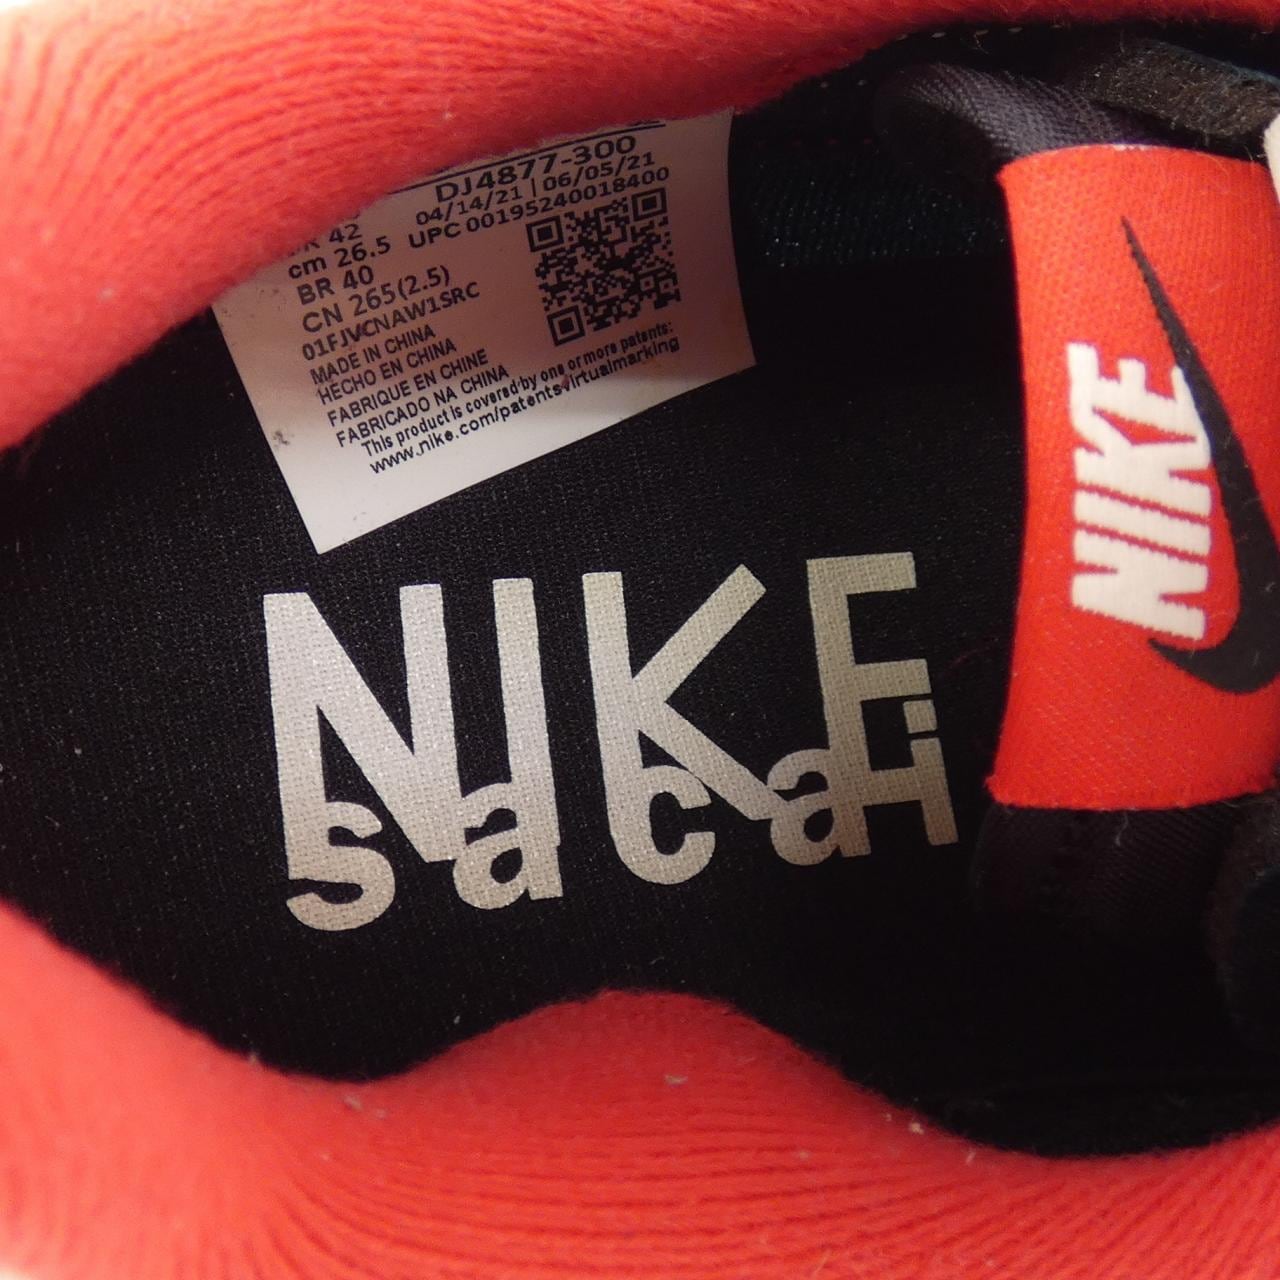 DJ4877-300
04/14/21 | 06/05/21
UPC 00195240018400
42
cm 26.5
BR 40
CN 265(2.5)
01FJVCNAW1SRC
MADE IN CHINA
HECHO EN CHINA
FABRIQUE EN CHINE
FABRICADO NA CHINA
This product is covered by one or more patents:
www.nike.com/patentsvirtualmarking
NIKE
sacai
NIKE